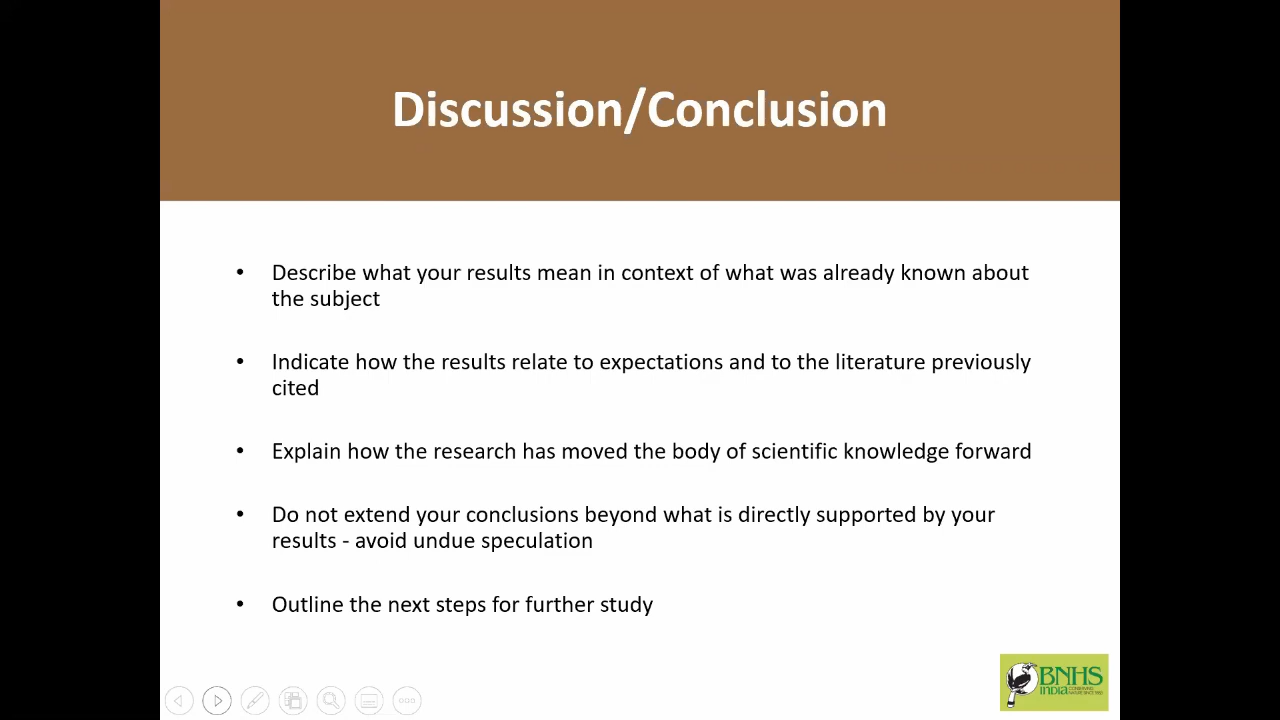 Discussion/Conclusion
• Describe what your results mean in context of what was already known about
the subject
• Indicate how the results relate to expectations and to the literature previously
cited
• Explain how the research has moved the body of scientific knowledge forward
• Do not extend your conclusions beyond what is directly supported by your
results - avoid undue speculation
• Outline the next steps for further study
BNHS
INDIA